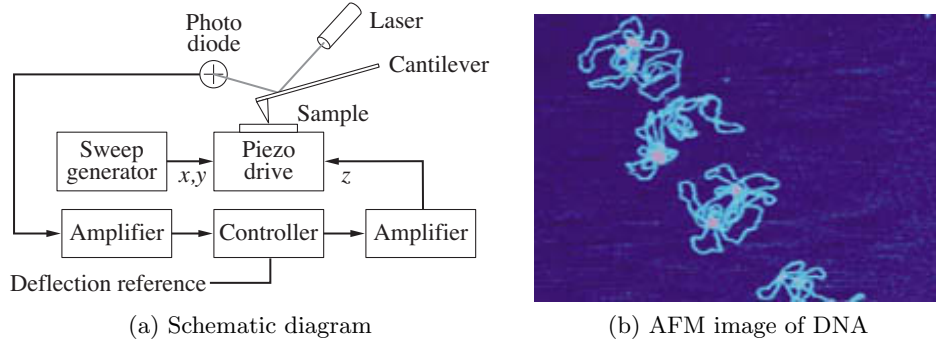 Photo
diode
Laser
Cantilever
Sample
Sweep
generator
x,y
Piezo
drive
z
Amplifier
Controller
Amplifier
Deflection reference
(a) Schematic diagram
(b) AFM image of DNA